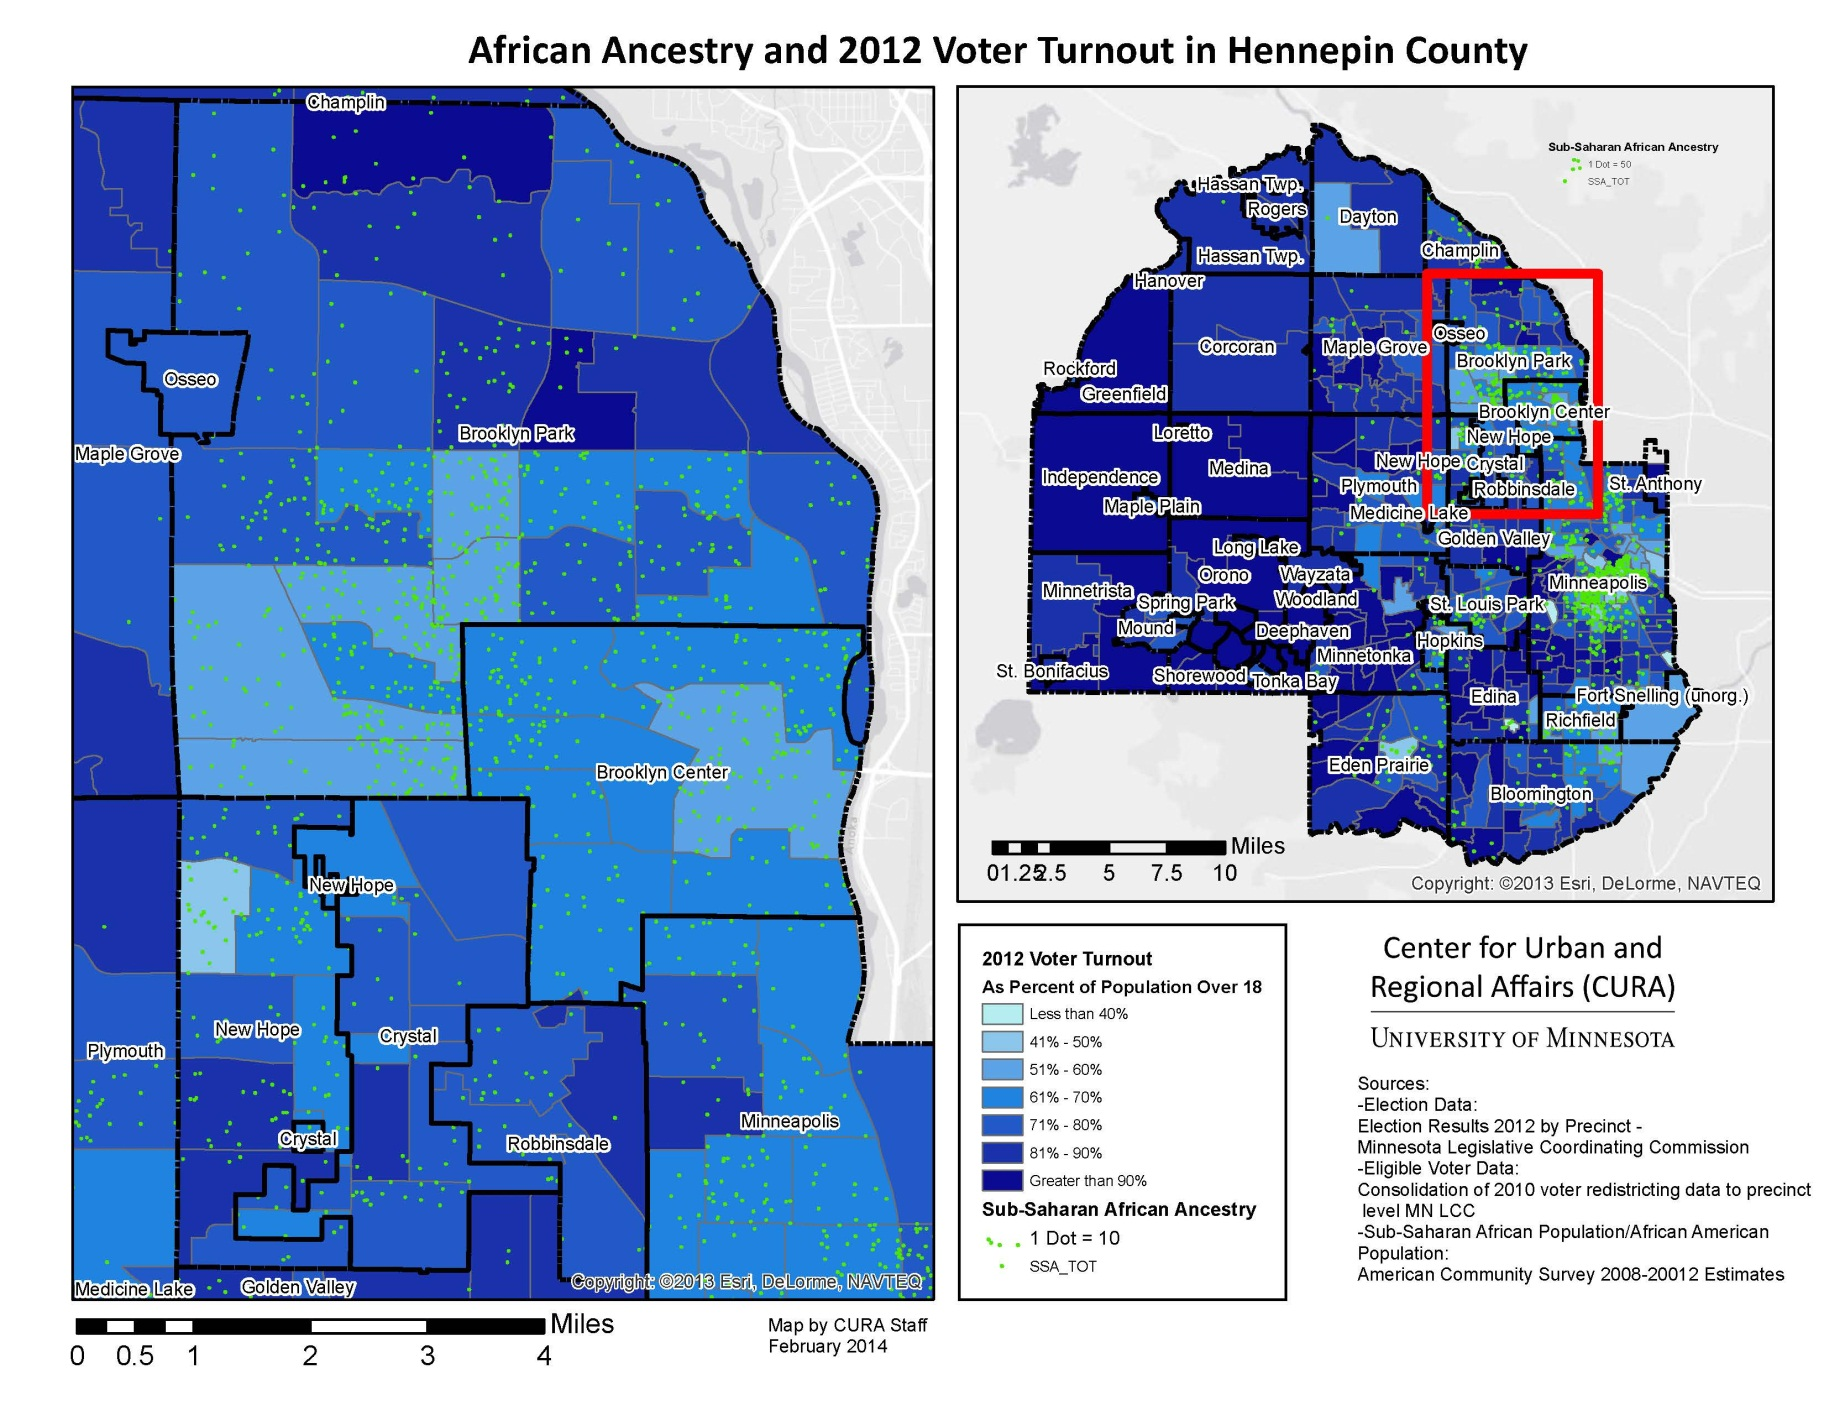 African Ancestry and 2012 Voter Turnout in Hennepin County
Champlin
Osseo
Brooklyn Park
Maple Grove
Brooklyn Center
New Hope
New Hope
Crystal
Plymouth
Crystal
Minneapolis
Robbinsdale
Medicine Lake
Golden Valley
Copyright: ©2013 Esri, DeLorme, NAVTEQ
Miles
0 0.5 1 2 3 4
Map by CURA Staff
February 2014
Sub-Saharan African Ancestry
1 Dot = 50
SSA_TOT
Hassan Twp.
Rogers
Dayton
Hassan Twp.
Champlin
Hanover
Osseo
Corcoran
Maple Grove
Brooklyn Park
Rockford
Greenfield
Brooklyn Center
Loretto
New Hope
New Hope
Crystal
Medina
Independence
Plymouth
Robbinsdale
St. Anthony
Maple Plain
Medicine Lake
Golden Valley
Long Lake
Orono
Wayzata
Minneapolis
Minnetrista
Spring Park
Woodland
St. Louis Park
Mound
Deephaven
Hopkins
Minnetonka
St. Bonifacius
Shorewood
Tonka Bay
Edina
Fort Snelling (unorg.)
Richfield
Eden Prairie
Bloomington
Miles
01.252.5 5 7.5 10
Copyright: ©2013 Esri, DeLorme, NAVTEQ
2012 Voter Turnout
As Percent of Population Over 18
Less than 40%
41% - 50%
51% - 60%
61% - 70%
71% - 80%
81% - 90%
Greater than 90%
Sub-Saharan African Ancestry
1 Dot = 10
SSA_TOT
Center for Urban and
Regional Affairs (CURA)
UNIVERSITY OF MINNESOTA
Sources:
-Election Data:
Election Results 2012 by Precinct -
Minnesota Legislative Coordinating Commission
-Eligible Voter Data:
Consolidation of 2010 voter redistricting data to precinct
level MN LCC
-Sub-Saharan African Population/African American
Population:
American Community Survey 2008-20012 Estimates